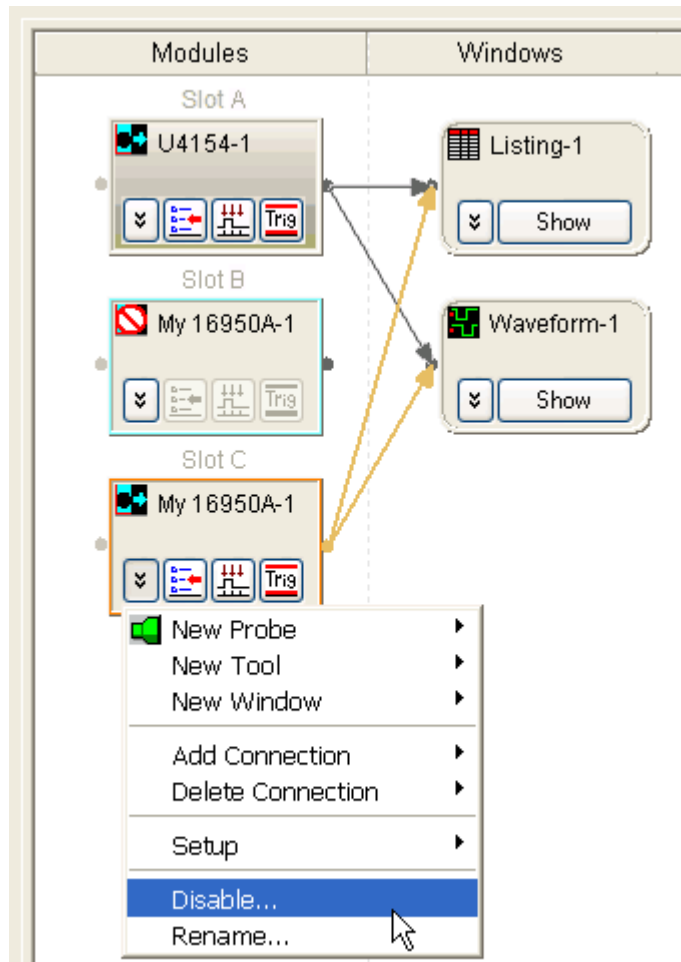 Modules Windows
Slot A
U4154-1
Trig
Listing-1
Show
Slot B
My 16950A-1
Trig
Waveform-1
Show
Slot C
My 16950A-1
Trig
New Probe
New Tool
New Window
Add Connection
Delete Connection
Setup
Disable...
Rename...